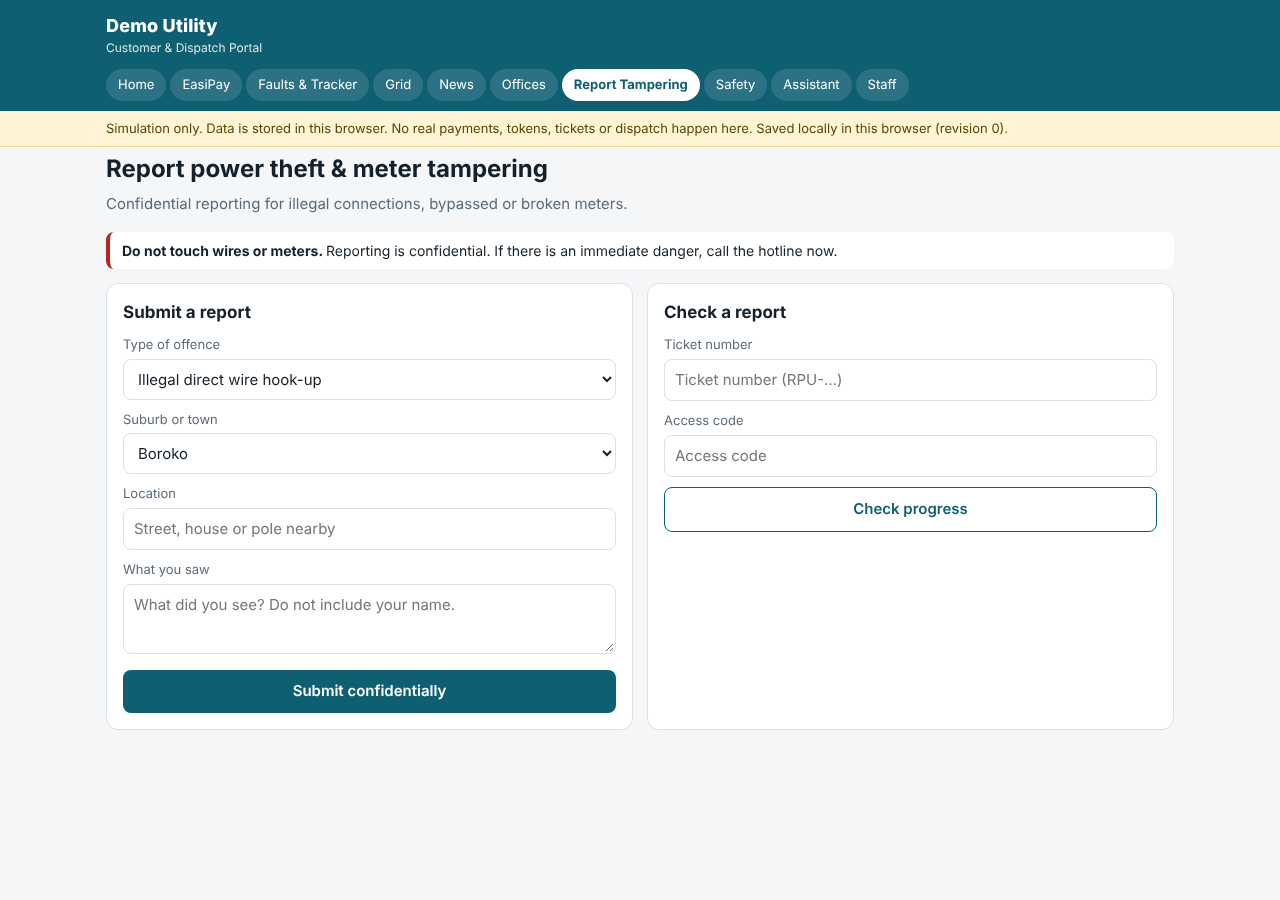 Demo Utility
Customer & Dispatch Portal
Home EasiPay Faults & Tracker Grid News Offices Report Tampering Safety Assistant Staff
Simulation only. Data is stored in this browser. No real payments, tokens, tickets or dispatch happen here. Saved locally in this browser (revision 0).
Report power theft & meter tampering
Confidential reporting for illegal connections, bypassed or broken meters.
Do not touch wires or meters. Reporting is confidential. If there is an immediate danger, call the hotline now.
Submit a report
Type of offence
Illegal direct wire hook-up
Suburb or town
Boroko
Location
Street, house or pole nearby
What you saw
What did you see? Do not include your name.
Submit confidentially
Check a report
Ticket number
Ticket number (RPU-...)
Access code
Access code
Check progress